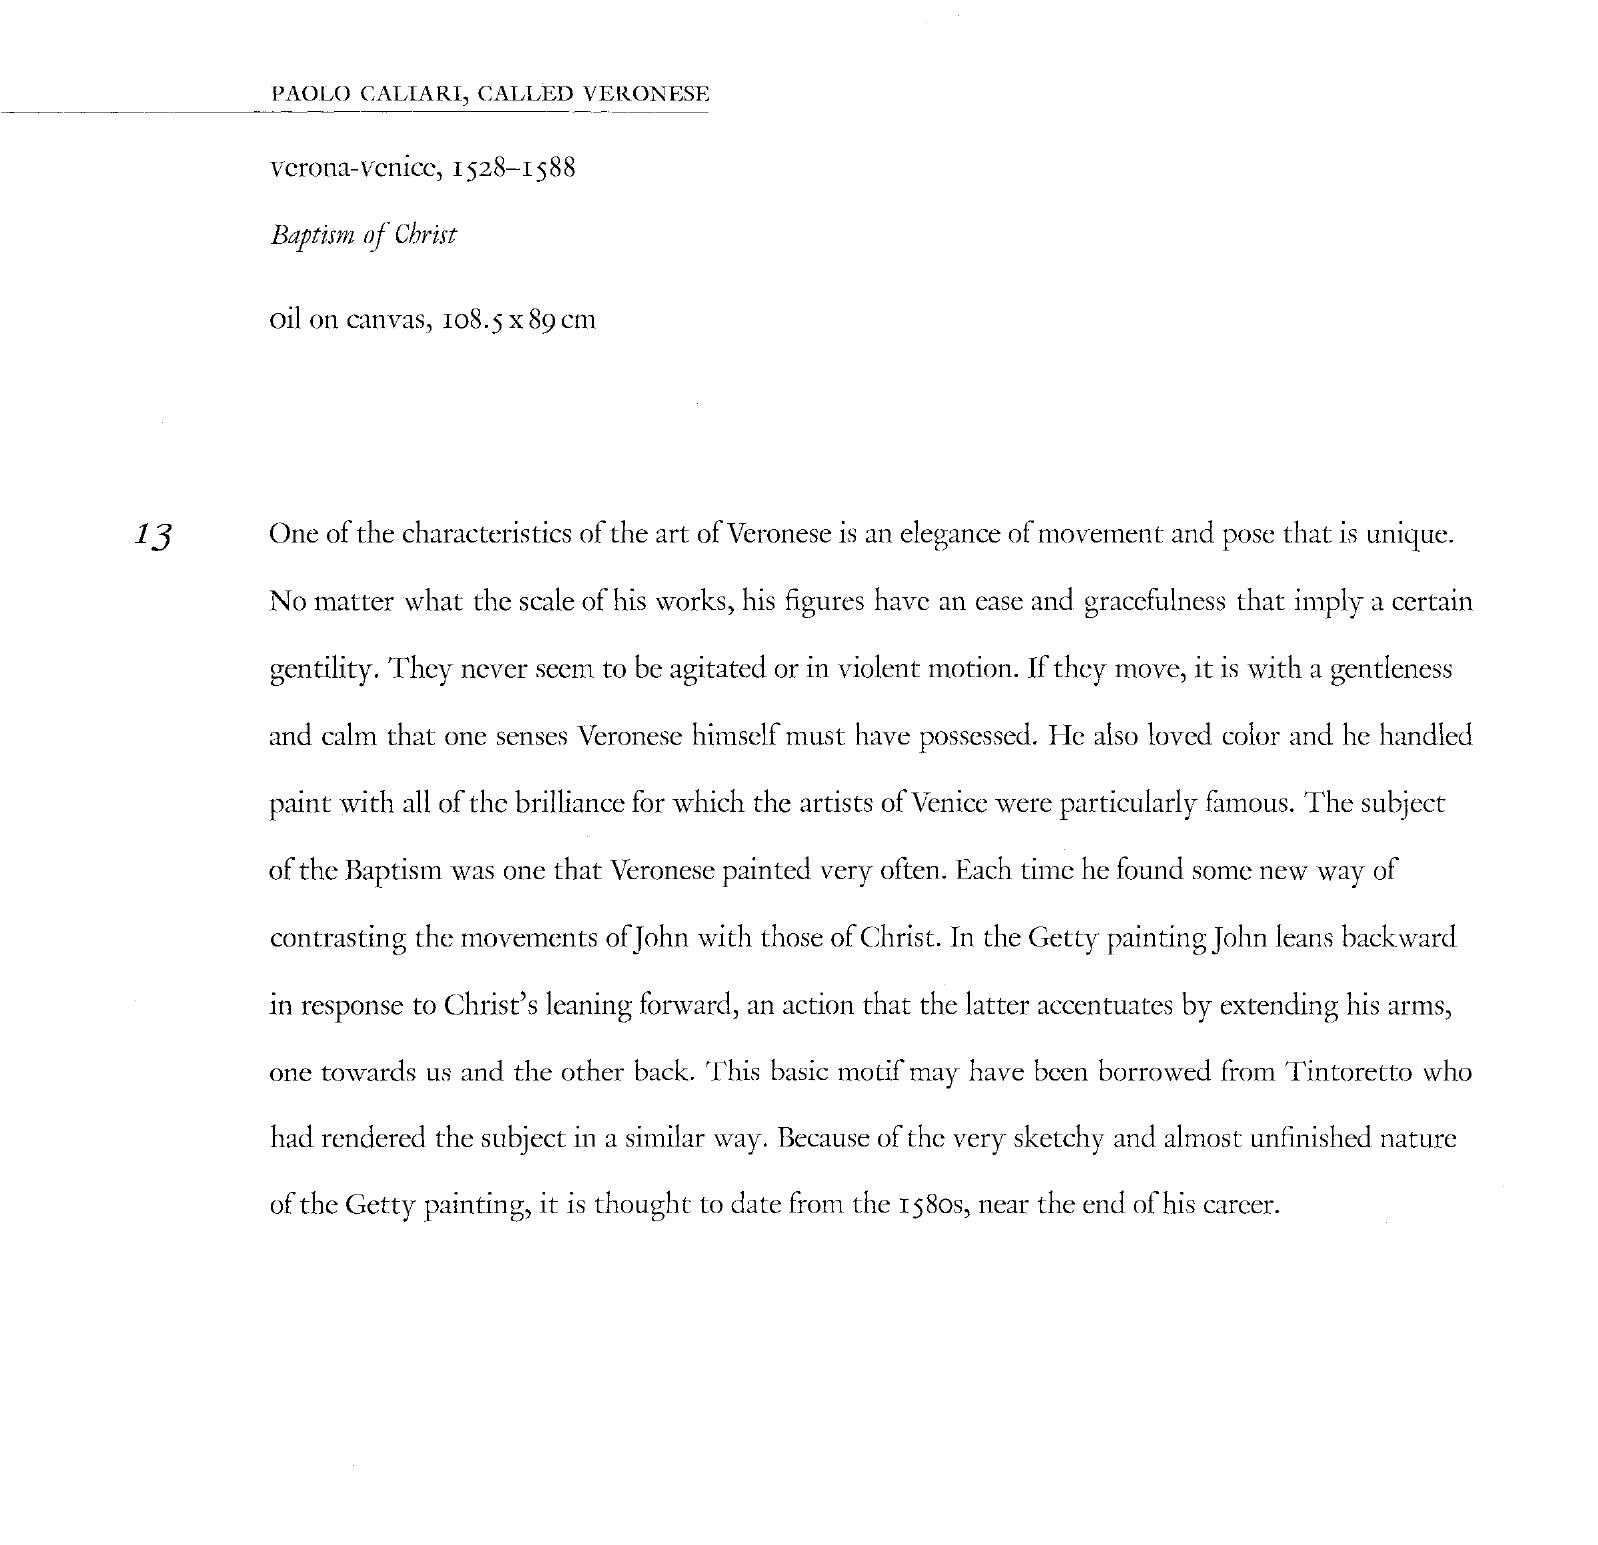 PAOLO CALIARI, CALLED VERONESE
Verona-Venice, 1528–1588
Baptism of Christ
Oil on canvas, 108.5 x 89 cm
13
One of the characteristics of the art of Veronese is an elegance of movement and pose that is unique.
No matter what the scale of his works, his figures have an ease and gracefulness that imply a certain
gentility. They never seem to be agitated or in violent motion. If they move, it is with a gentleness
and calm that one senses Veronese himself must have possessed. He also loved color and he handled
paint with all of the brilliance for which the artists of Venice were particularly famous. The subject
of the Baptism was one that Veronese painted very often. Each time he found some new way of
contrasting the movements of John with those of Christ. In the Getty painting John leans backward
in response to Christ’s leaning forward, an action that the latter accentuates by extending his arms,
one towards us and the other back. This basic motif may have been borrowed from Tintoretto who
had rendered the subject in a similar way. Because of the very sketchy and almost unfinished nature
of the Getty painting, it is thought to date from the 1580s, near the end of his career.